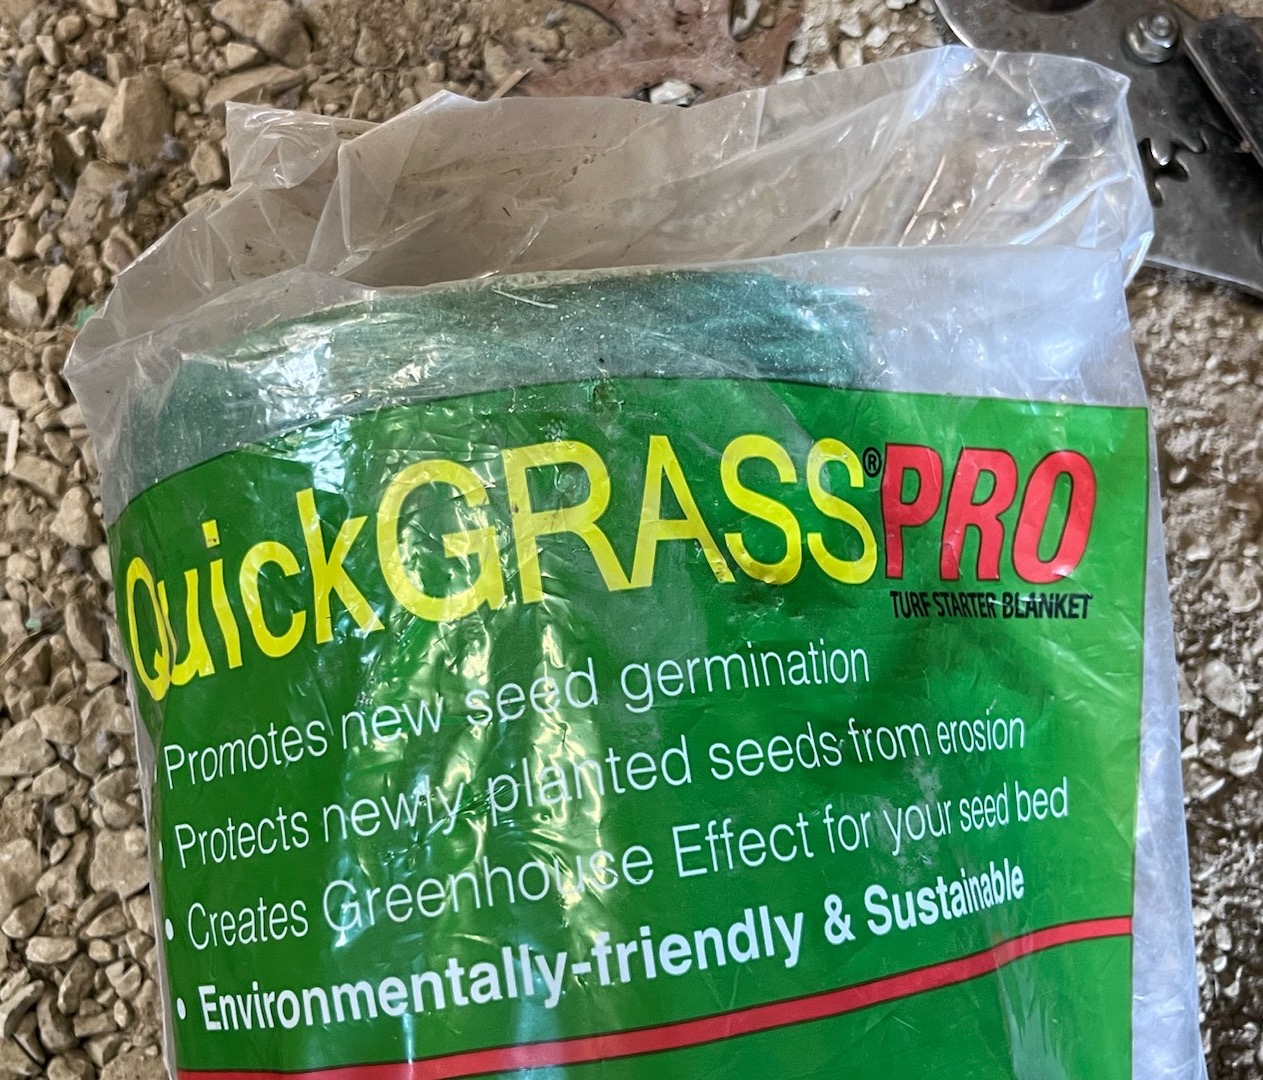 QuickGRASS®PRO
TURF STARTER BLANKET
Promotes new seed germination
• Protects newly planted seeds from erosion
• Creates Greenhouse Effect for your seed bed
• Environmentally-friendly & Sustainable